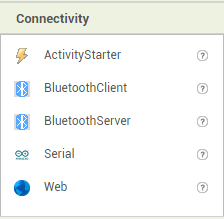 Connectivity
ActivityStarter ?
BluetoothClient ?
BluetoothServer ?
Serial ?
Web ?